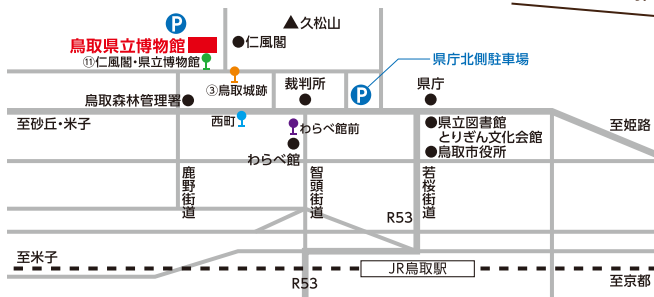 P
▲久松山
鳥取県立博物館
●仁風閣
⑪仁風閣・県立博物館
県庁北側駐車場
③鳥取城跡
裁判所
P
県庁
鳥取森林管理署●
至砂丘・米子
西町
わらべ館前
●県立図書館
とりぎん文化会館
至姫路
●鳥取市役所
わらべ館
鹿野街道
智頭街道
若桜街道
R53
至米子
JR鳥取駅
R53
至京都